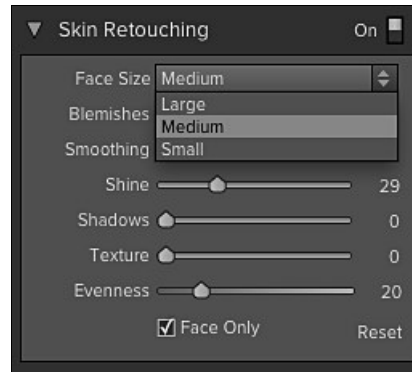 Skin Retouching On
Face Size Medium
Large
Blemishes
Medium
Smoothing Small
Shine 29
Shadows 0
Texture 0
Evenness 20
Face Only Reset